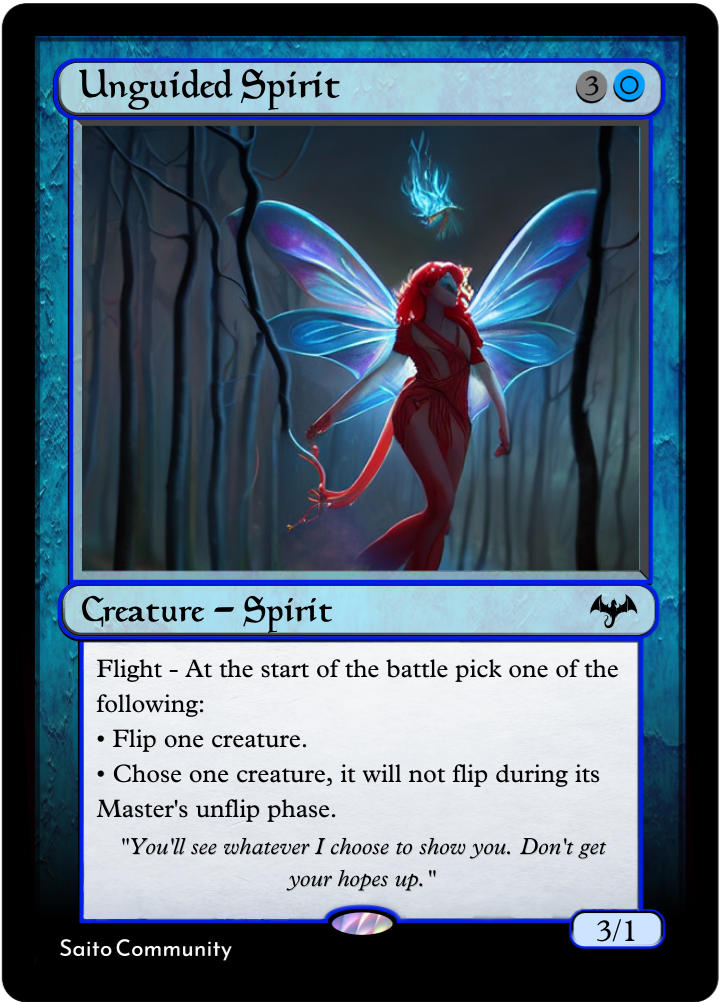 Unguided Spirit
3
Creature – Spirit
Flight - At the start of the battle pick one of the
following:
• Flip one creature.
• Chose one creature, it will not flip during its
Master's unflip phase.
"You'll see whatever I choose to show you. Don't get
your hopes up."
3/1
Saito Community